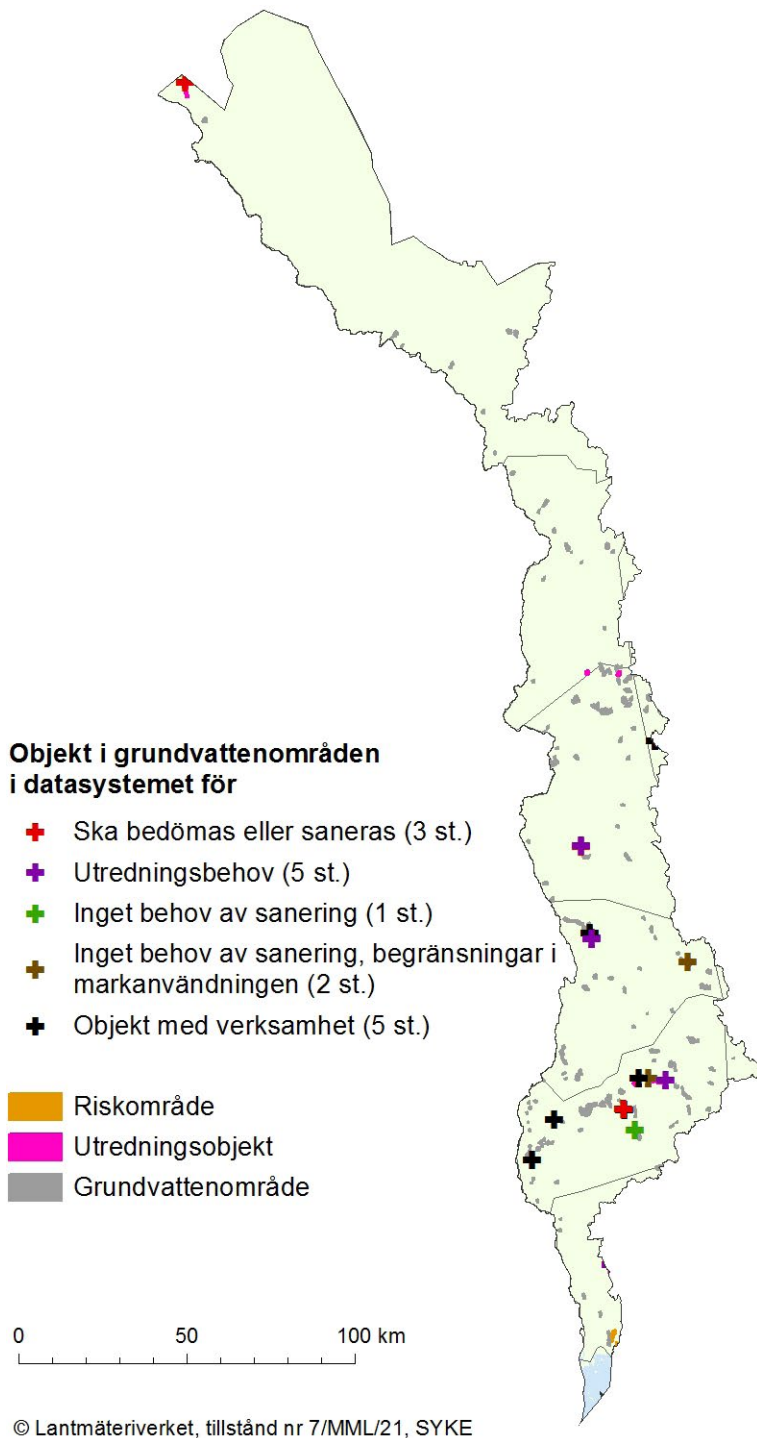 Objekt i grundvattenområden
i datasystemet för
Ska bedömas eller saneras (3 st.)
Utredningsbehov (5 st.)
Inget behov av sanering (1 st.)
Inget behov av sanering, begränsningar i
markanvändningen (2 st.)
Objekt med verksamhet (5 st.)
Riskområde
Utredningsobjekt
Grundvattenområde
0 50 100 km
© Lantmäteriverket, tillstånd nr 7/MML/21, SYKE